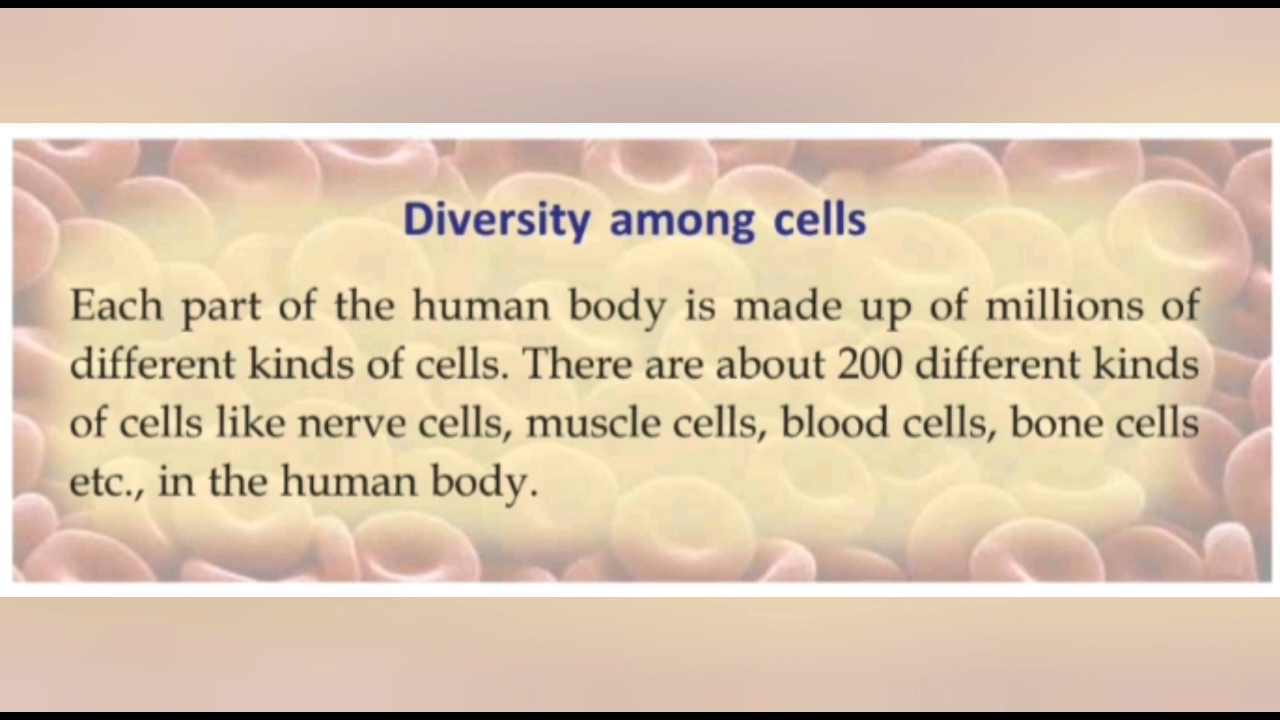 Diversity among cells
Each part of the human body is made up of millions of
different kinds of cells. There are about 200 different kinds
of cells like nerve cells, muscle cells, blood cells, bone cells
etc., in the human body.